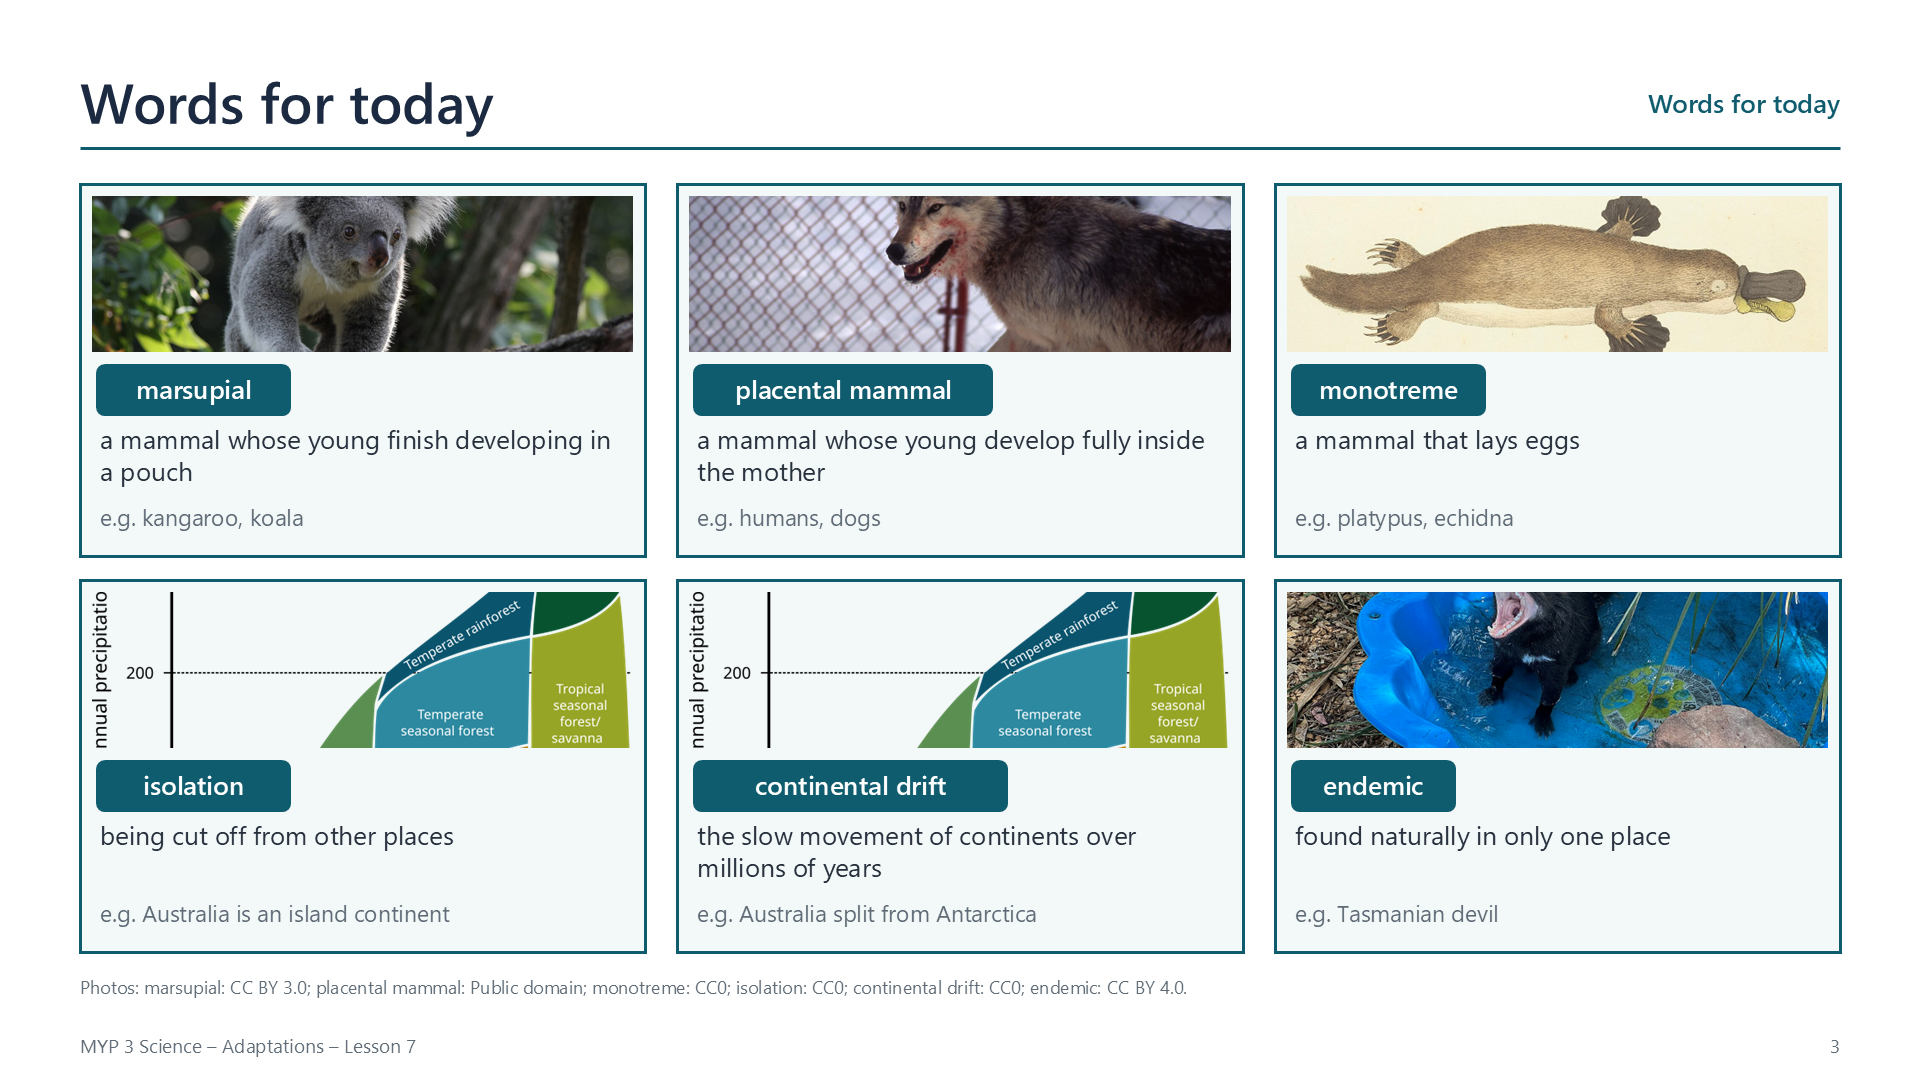 Words for today
Words for today
marsupial
a mammal whose young finish developing in
a pouch
e.g. kangaroo, koala
placental mammal
a mammal whose young develop fully inside
the mother
e.g. humans, dogs
monotreme
a mammal that lays eggs
e.g. platypus, echidna
nnual precipitatio
200
Temperate rainforest
Temperate
seasonal forest
Tropical
seasonal
forest/
savanna
isolation
being cut off from other places
e.g. Australia is an island continent
nnual precipitatio
200
Temperate rainforest
Temperate
seasonal forest
Tropical
seasonal
forest/
savanna
continental drift
the slow movement of continents over
millions of years
e.g. Australia split from Antarctica
endemic
found naturally in only one place
e.g. Tasmanian devil
Photos: marsupial: CC BY 3.0; placental mammal: Public domain; monotreme: CC0; isolation: CC0; continental drift: CC0; endemic: CC BY 4.0.
MYP 3 Science – Adaptations – Lesson 7
3